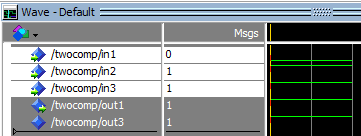 Wave - Default
Msgs
/twocomp/in1 0
/twocomp/in2 1
/twocomp/in3 1
/twocomp/out1 1
/twocomp/out3 1